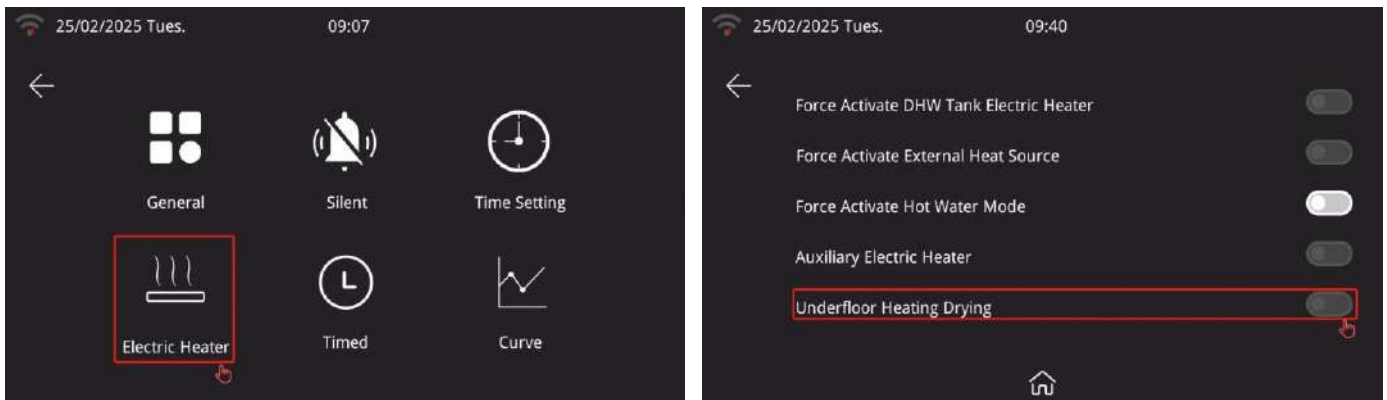 25/02/2025 Tues. 09:07
General Silent Time Setting
Electric Heater Timed Curve
25/02/2025 Tues. 09:40
Force Activate DHW Tank Electric Heater
Force Activate External Heat Source
Force Activate Hot Water Mode
Auxiliary Electric Heater
Underfloor Heating Drying